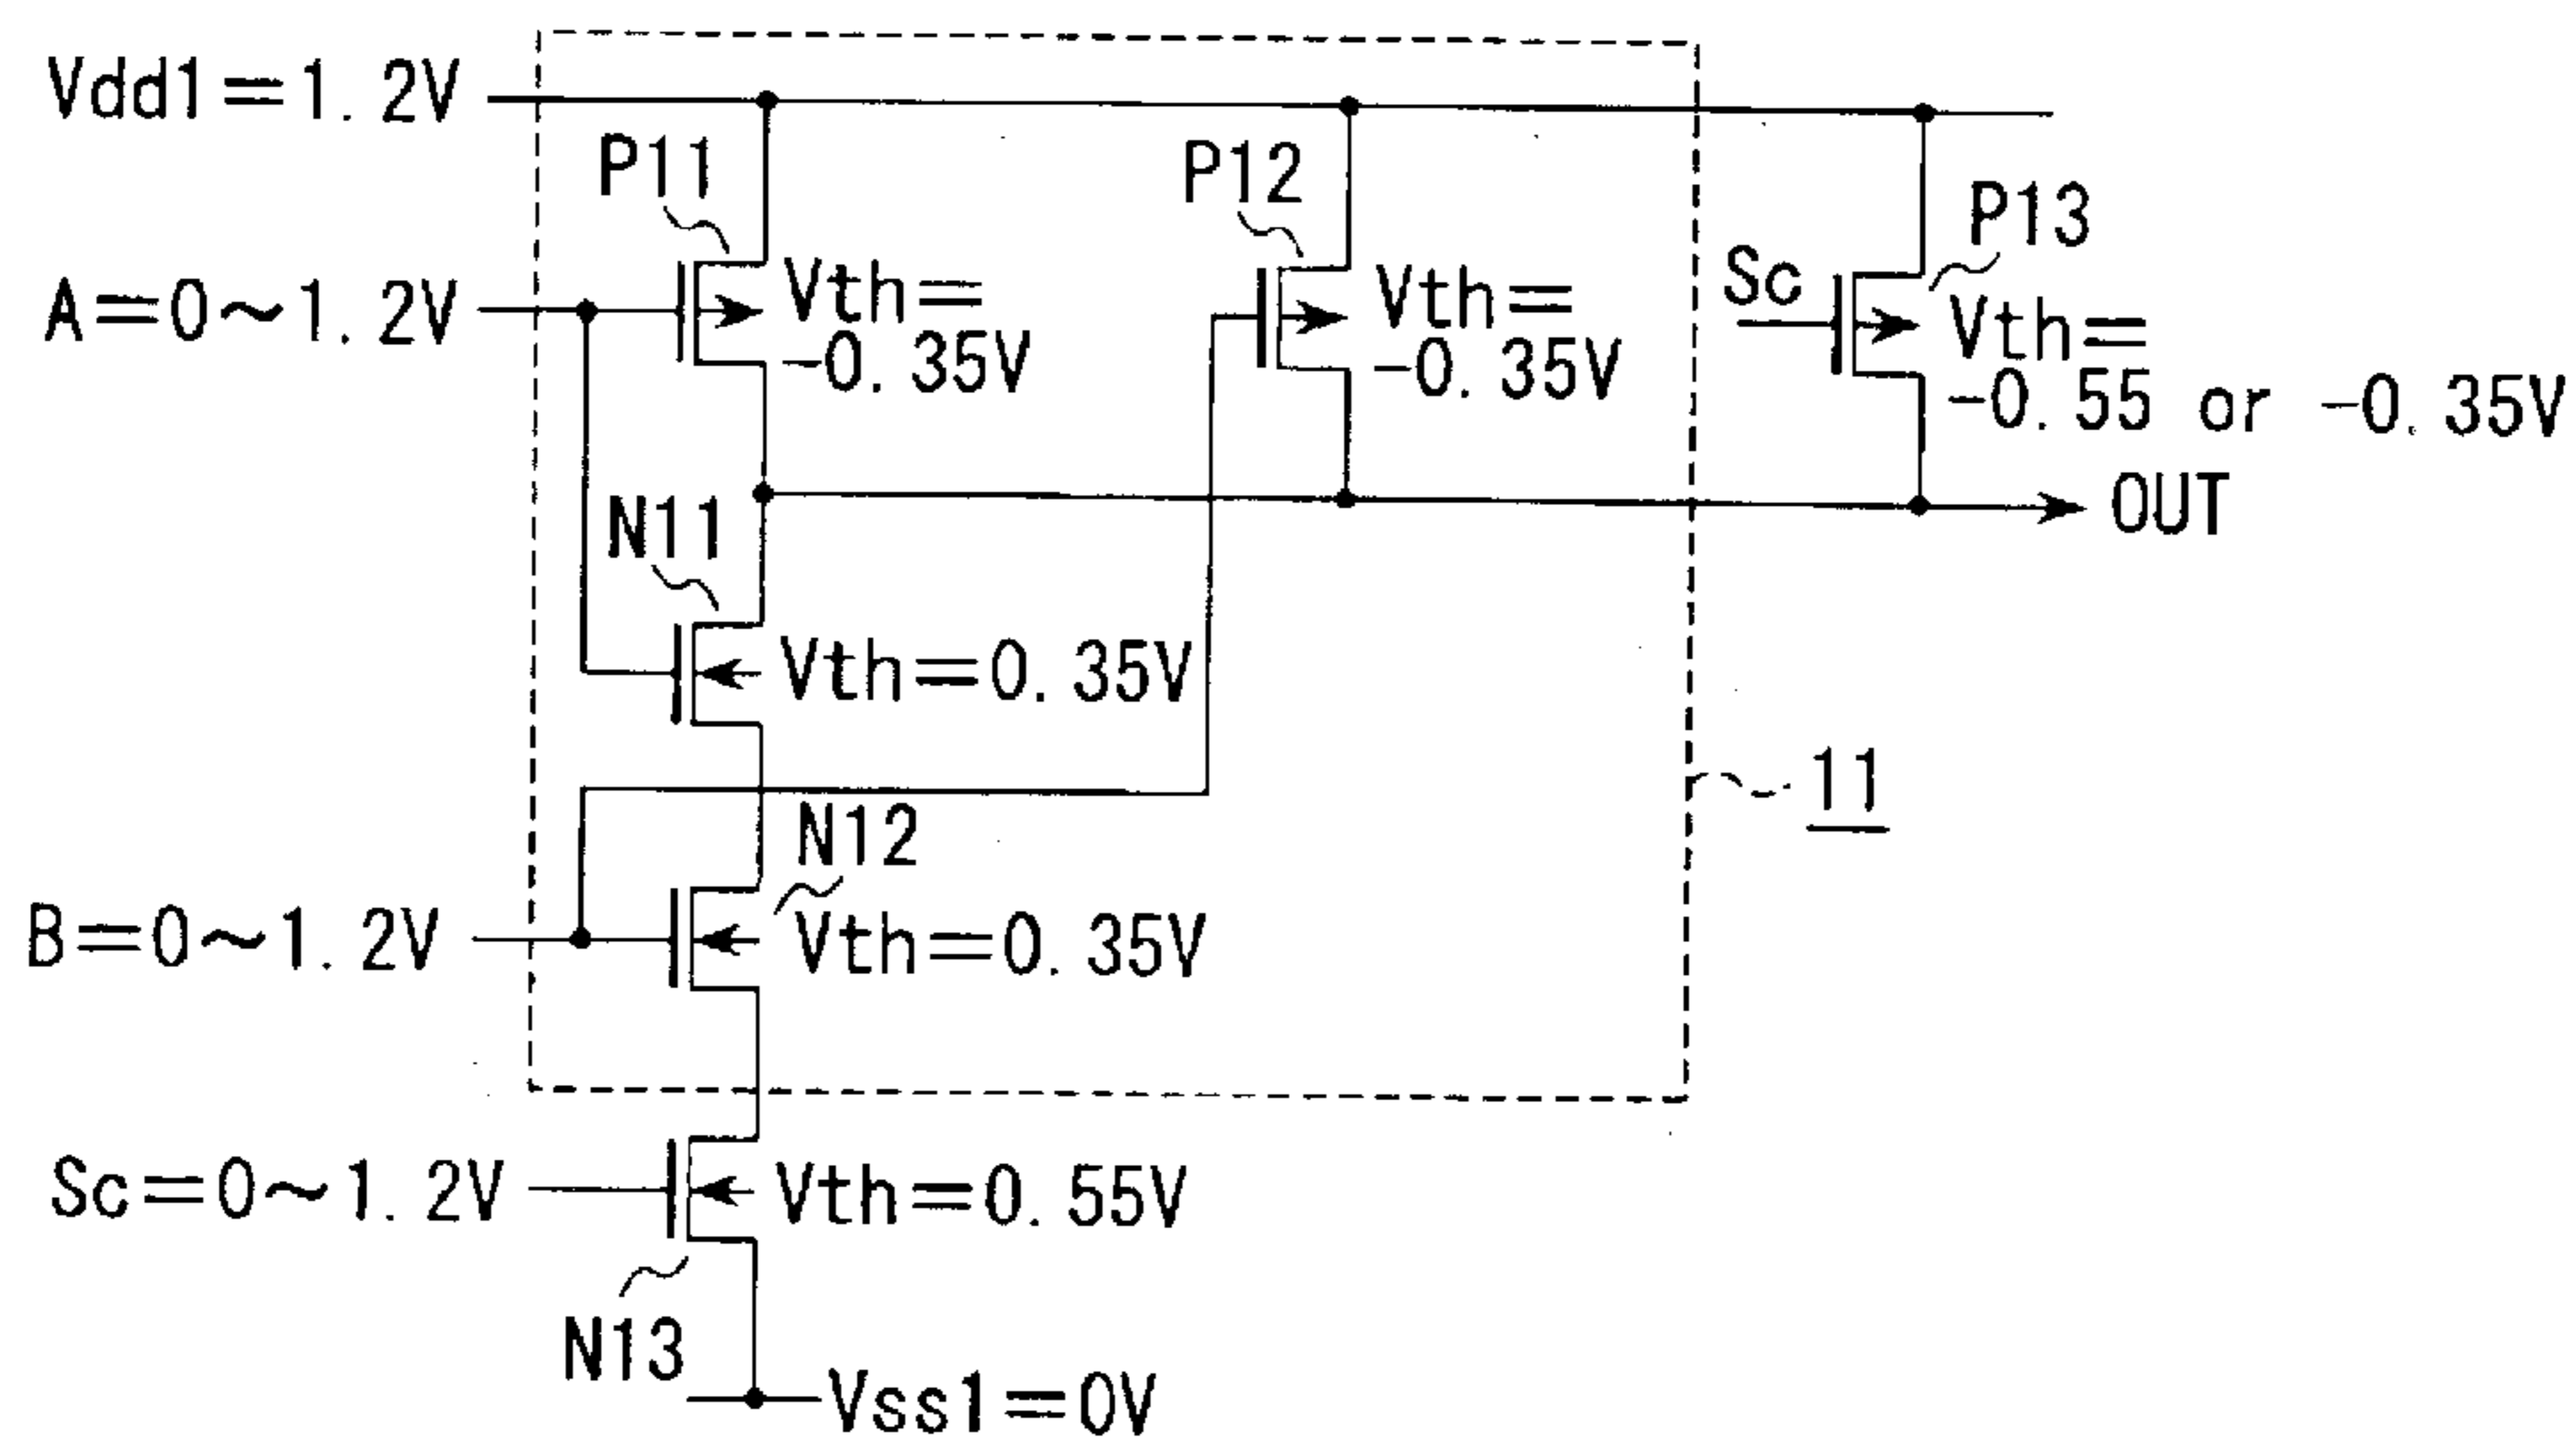 Vdd1=1.2V
P11
P12
P13
A=0~1.2V
Vth=
-0.35V
Vth=
-0.35V
Sc
Vth=
-0.55 or -0.35V
OUT
N11
Vth=0.35V
11
N12
B=0~1.2V
Vth=0.35V
Sc=0~1.2V
Vth=0.55V
N13
Vss1=0V